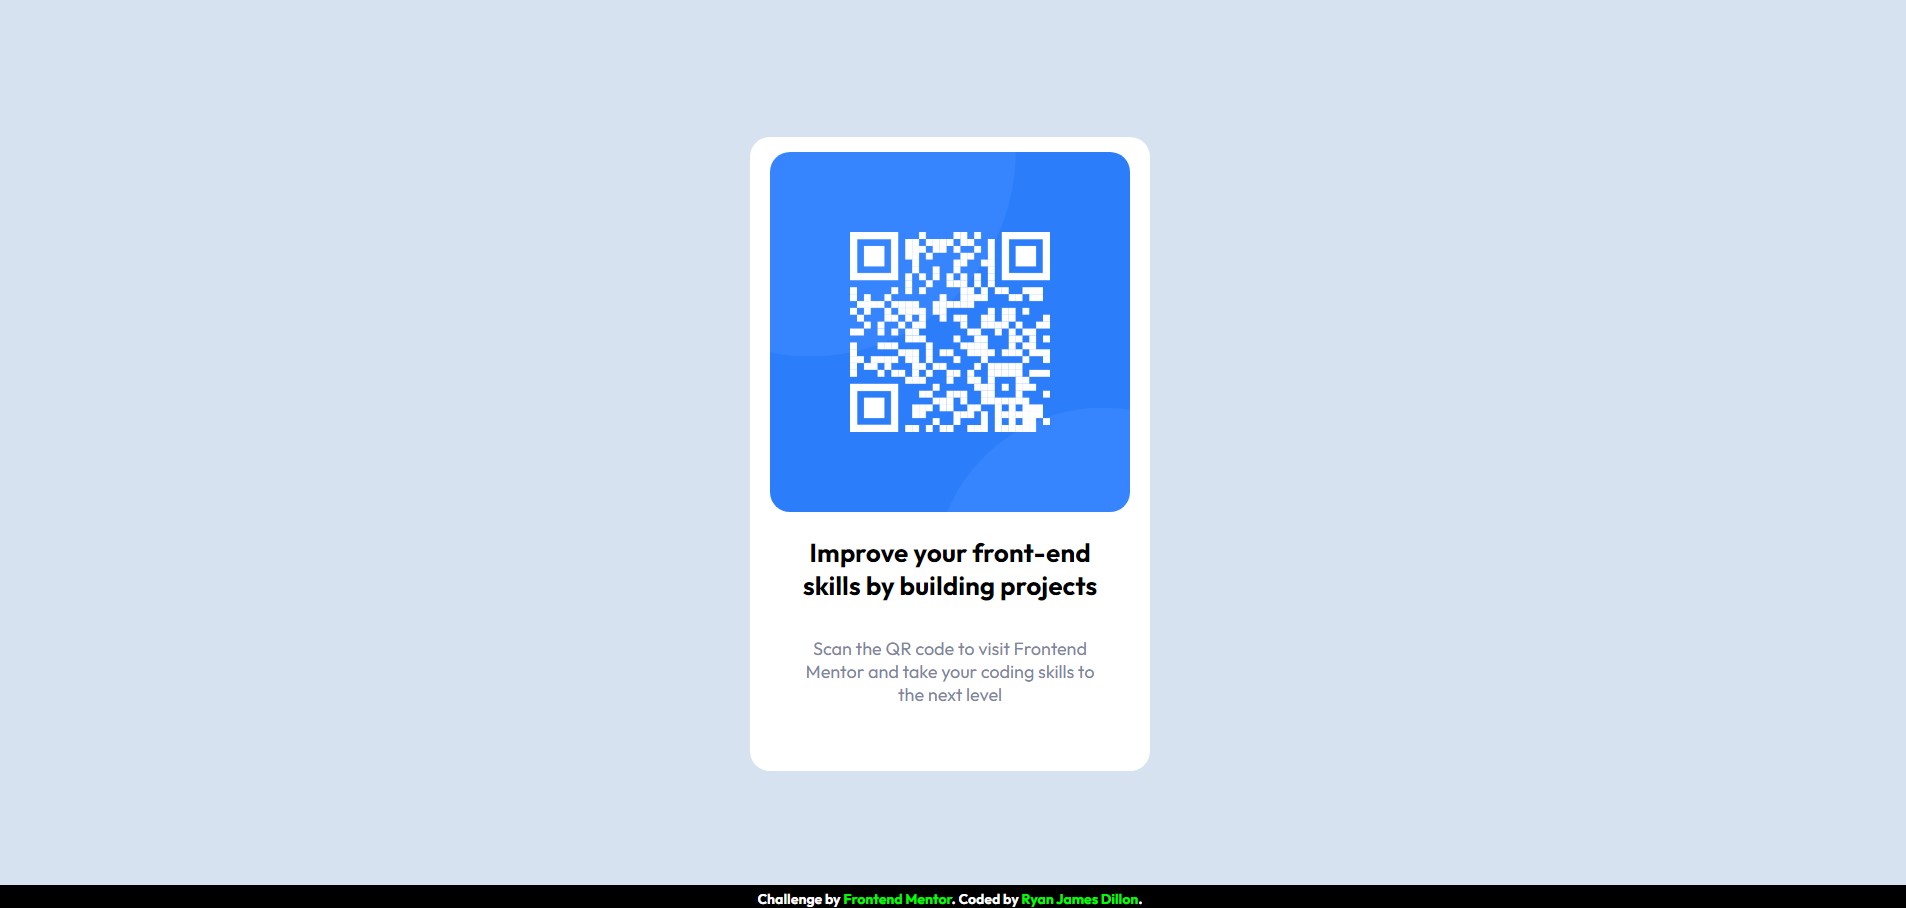 Improve your front-end
skills by building projects
Scan the QR code to visit Frontend
Mentor and take your coding skills to
the next level
Challenge by Frontend Mentor. Coded by Ryan James Dillon.